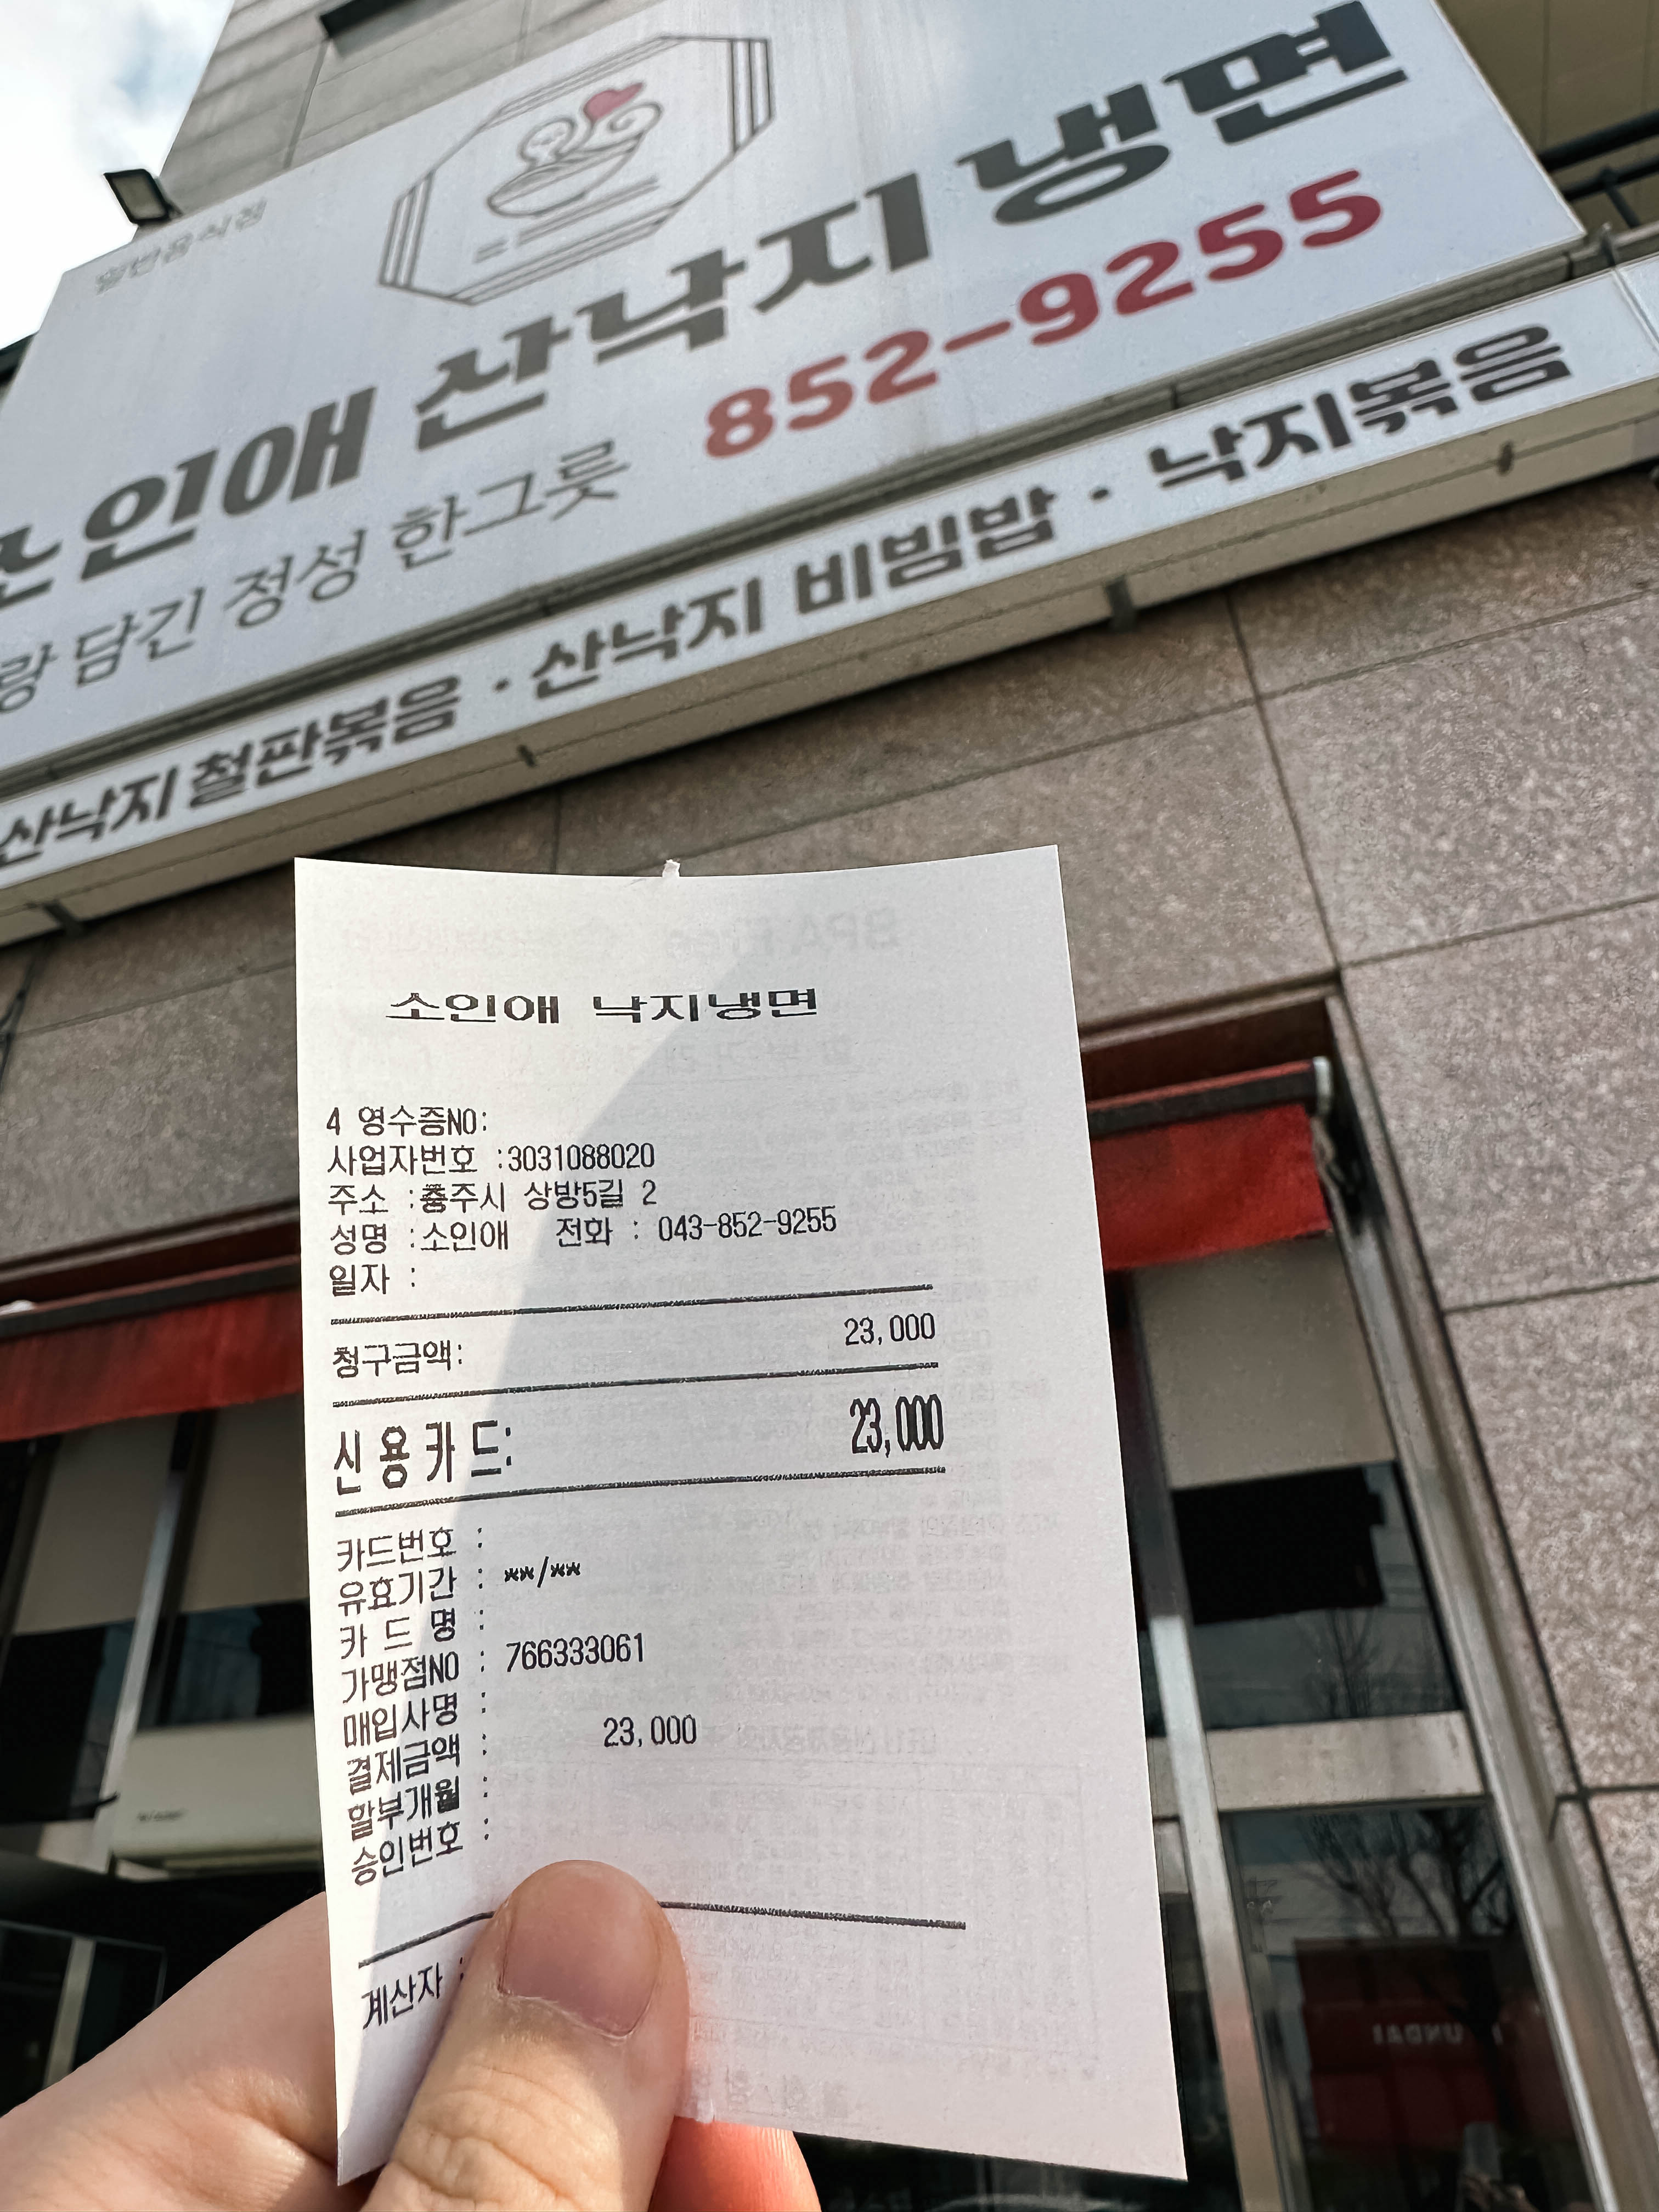 일반음식점
소인애 산낙지냉면
랑 담긴 정성 한그릇 852-9255
산낙지 철판볶음 · 산낙지 비빔밥 · 낙지볶음
소인애 낙지냉면
4 영수증NO:
사업자번호 :3031088020
주소 :충주시 상방5길 2
성명 :소인애 전화 : 043-852-9255
일자 :
청구금액: 23,000
신용카드: 23,000
카드번호 :
유효기간 : **/**
카 드 명 :
가맹점NO : 766333061
매입사명 :
결제금액 : 23,000
할부개월 :
승인번호 :
계산자 :